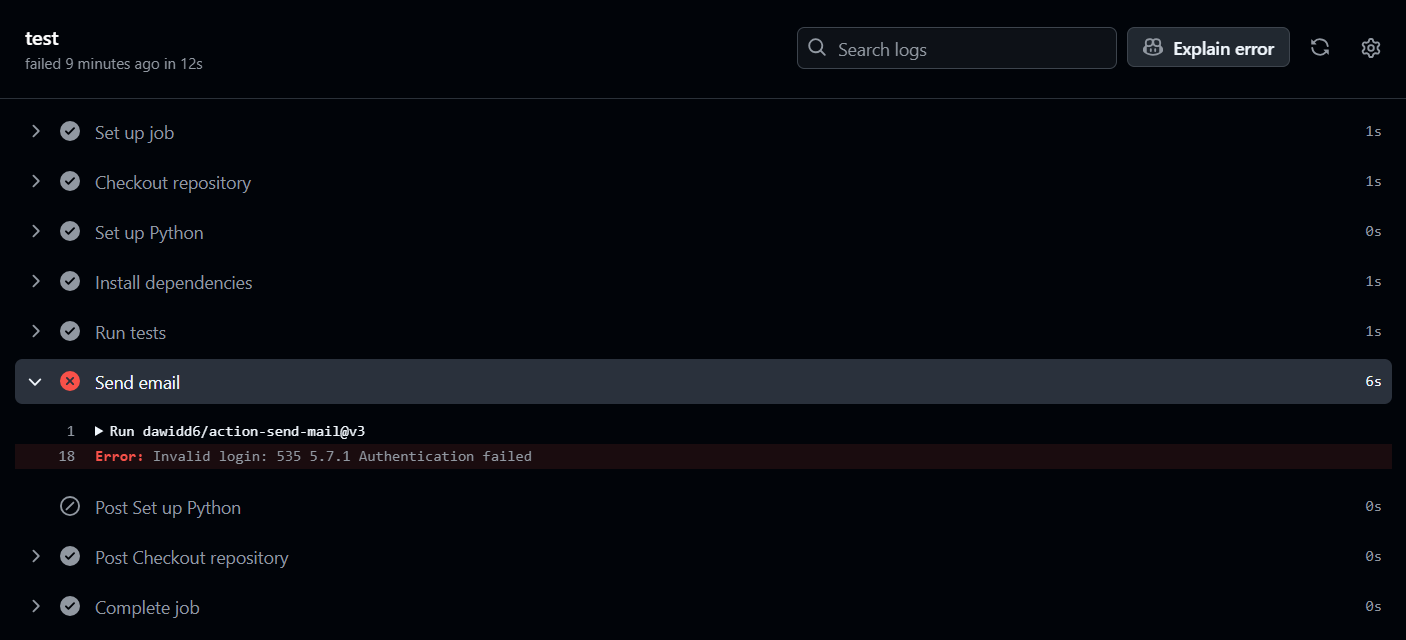 test
failed 9 minutes ago in 12s
Search logs
Explain error
Set up job 1s
Checkout repository 1s
Set up Python 0s
Install dependencies 1s
Run tests 1s
Send email 6s
1 Run dawidd6/action-send-mail@v3
18 Error: Invalid login: 535 5.7.1 Authentication failed
Post Set up Python 0s
Post Checkout repository 0s
Complete job 0s